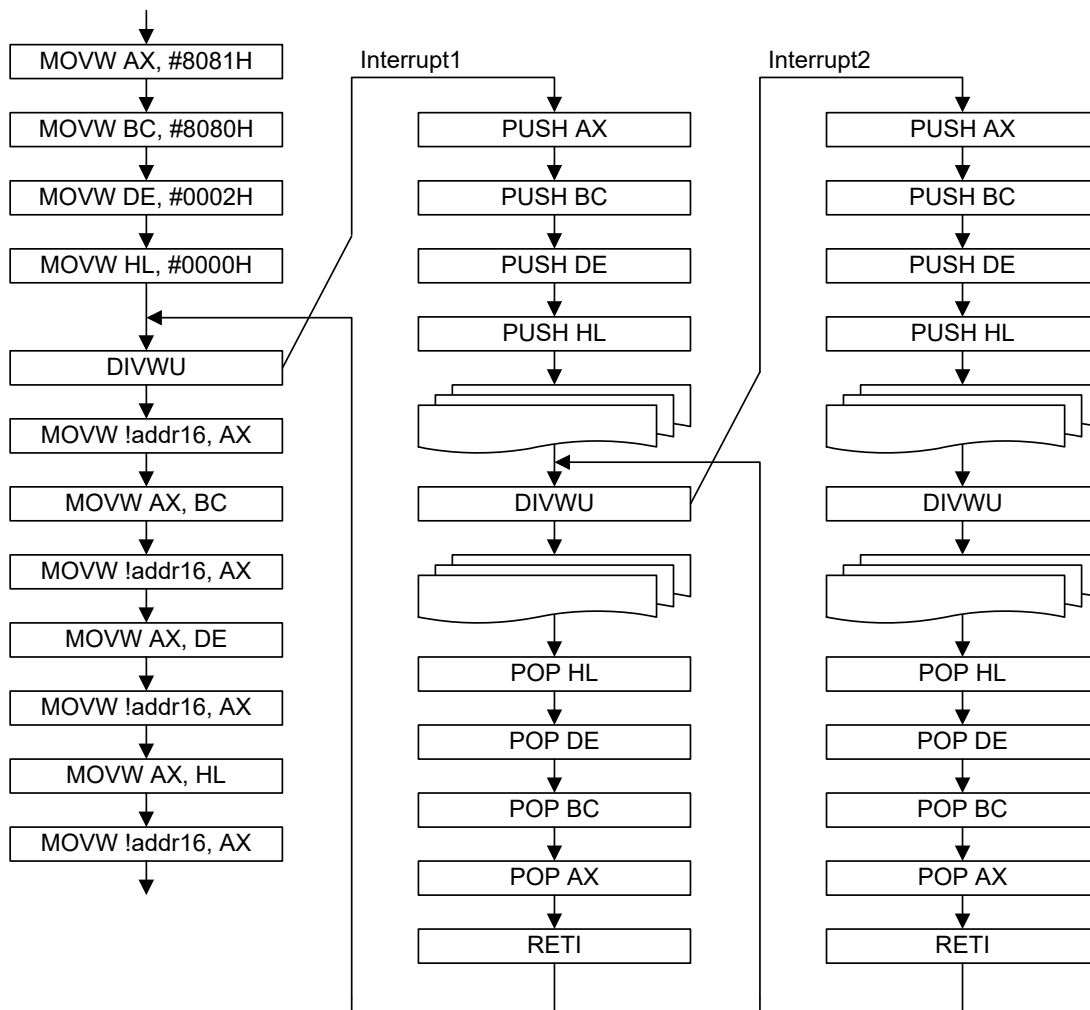 MOVW AX, #8081H
MOVW BC, #8080H
MOVW DE, #0002H
MOVW HL, #0000H
DIVWU
MOVW !addr16, AX
MOVW AX, BC
MOVW !addr16, AX
MOVW AX, DE
MOVW !addr16, AX
MOVW AX, HL
MOVW !addr16, AX
Interrupt1
PUSH AX
PUSH BC
PUSH DE
PUSH HL
DIVWU
POP HL
POP DE
POP BC
POP AX
RETI
Interrupt2
PUSH AX
PUSH BC
PUSH DE
PUSH HL
DIVWU
POP HL
POP DE
POP BC
POP AX
RETI